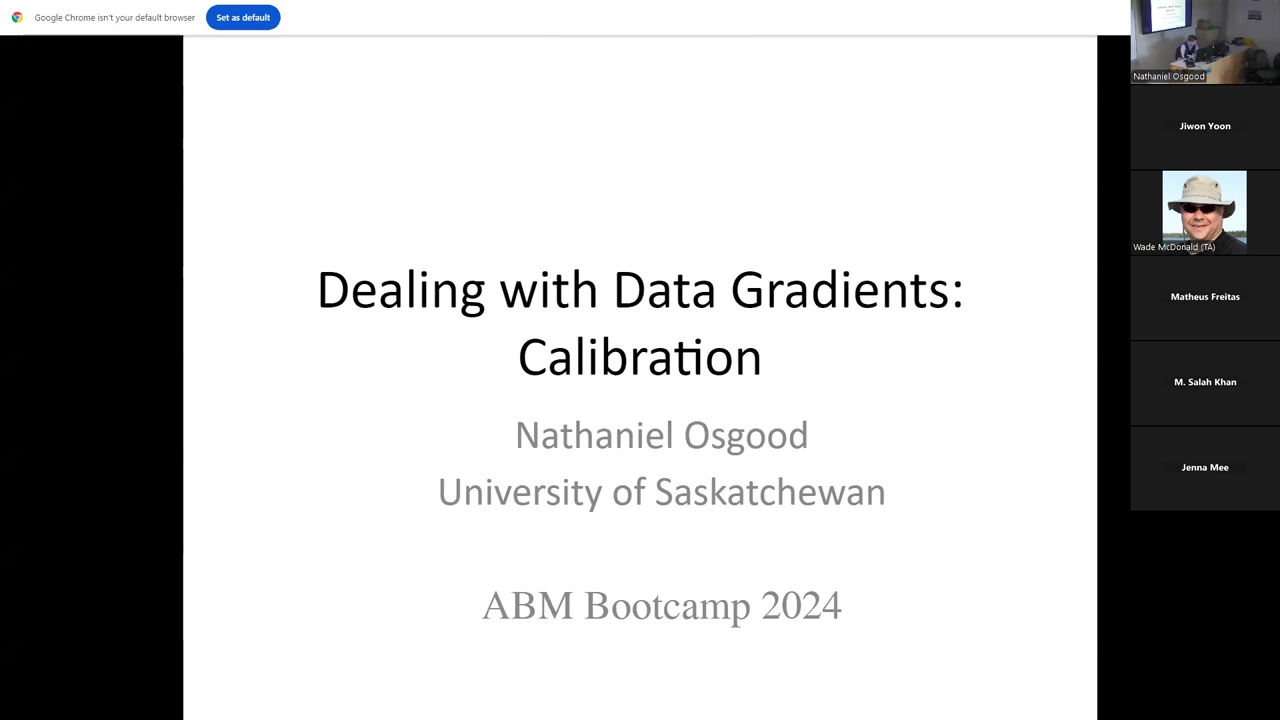 Google Chrome isn't your default browser
Set as default
Dealing with Data Gradients:
Calibration
Nathaniel Osgood
University of Saskatchewan
ABM Bootcamp 2024
Nathaniel Osgood
Jiwon Yoon
Wade McDonald (TA)
Matheus Freitas
M. Salah Khan
Jenna Mee